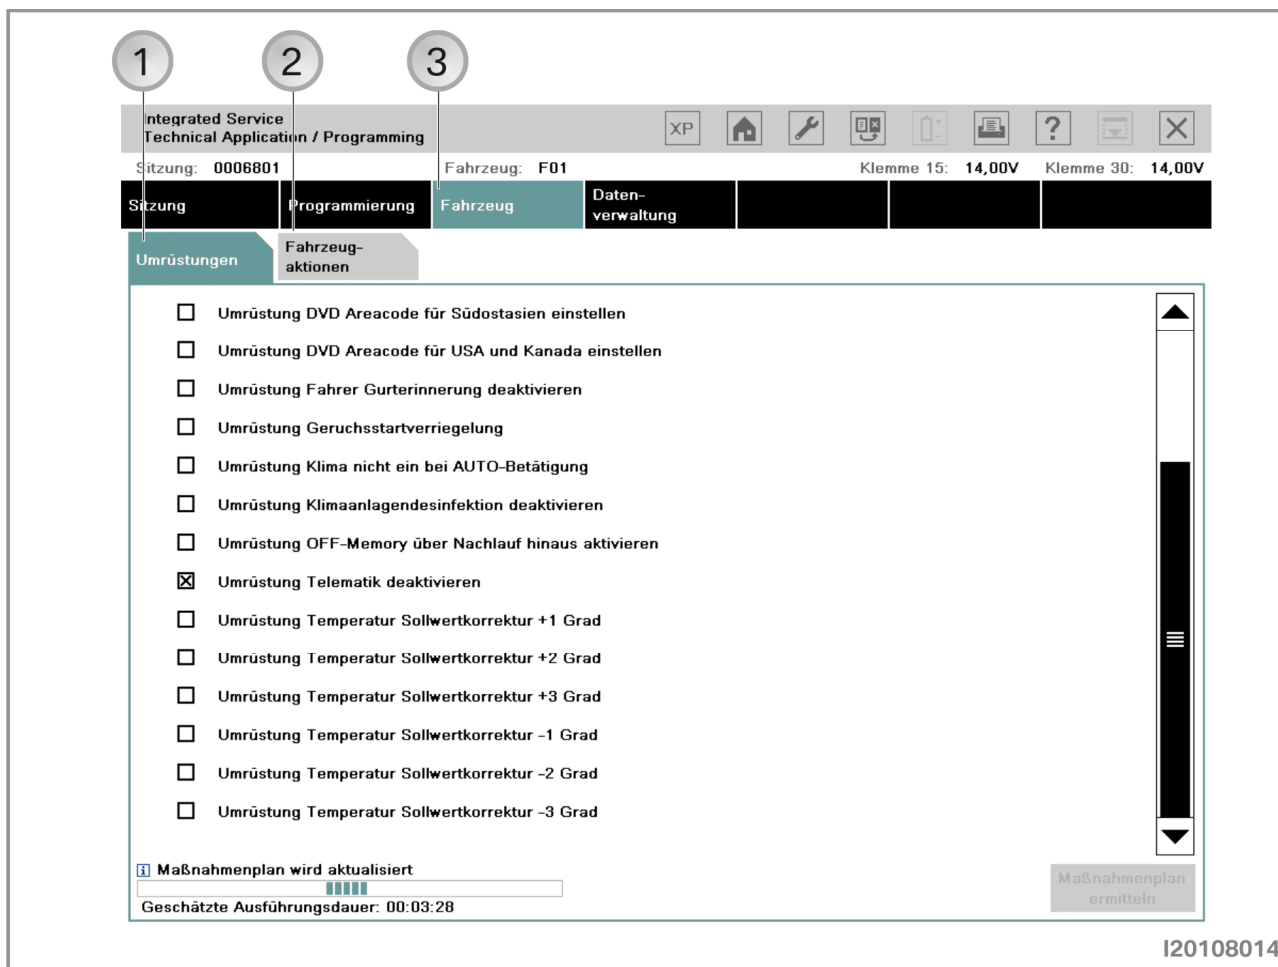 1 2 3
Integrated Service
Technical Application / Programming
XP
?
Sitzung: 0006801 Fahrzeug: F01 Klemme 15: 14,00V Klemme 30: 14,00V
Sitzung Programmierung Fahrzeug Daten-
verwaltung
Umrüstungen Fahrzeug-
aktionen
Umrüstung DVD Areacode für Südostasien einstellen
Umrüstung DVD Areacode für USA und Kanada einstellen
Umrüstung Fahrer Gurterinnerung deaktivieren
Umrüstung Geruchsstartverriegelung
Umrüstung Klima nicht ein bei AUTO-Betätigung
Umrüstung Klimaanlagendesinfektion deaktivieren
Umrüstung OFF-Memory über Nachlauf hinaus aktivieren
Umrüstung Telematik deaktivieren
Umrüstung Temperatur Sollwertkorrektur +1 Grad
Umrüstung Temperatur Sollwertkorrektur +2 Grad
Umrüstung Temperatur Sollwertkorrektur +3 Grad
Umrüstung Temperatur Sollwertkorrektur -1 Grad
Umrüstung Temperatur Sollwertkorrektur -2 Grad
Umrüstung Temperatur Sollwertkorrektur -3 Grad
i Maßnahmenplan wird aktualisiert
Geschätzte Ausführungsdauer: 00:03:28
Maßnahmenplan
ermitteln
I20108014